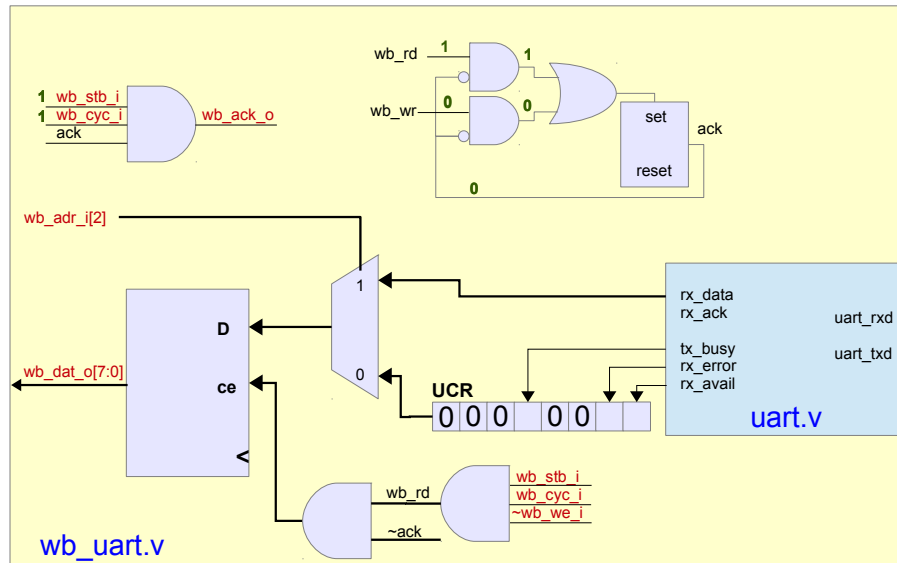 wb_rd
1
1
wb_stb_i
1
wb_cyc_i
1
ack
wb_ack_o
wb_wr
0
0
set
reset
ack
0
wb_adr_i[2]
1
0
D
ce
<
wb_dat_o[7:0]
rx_data
rx_ack
uart_rxd
tx_busy
uart_txd
rx_error
rx_avail
uart.v
UCR
0 0 0 0 0
wb_stb_i
wb_rd
wb_cyc_i
~wb_we_i
~ack
wb_uart.v